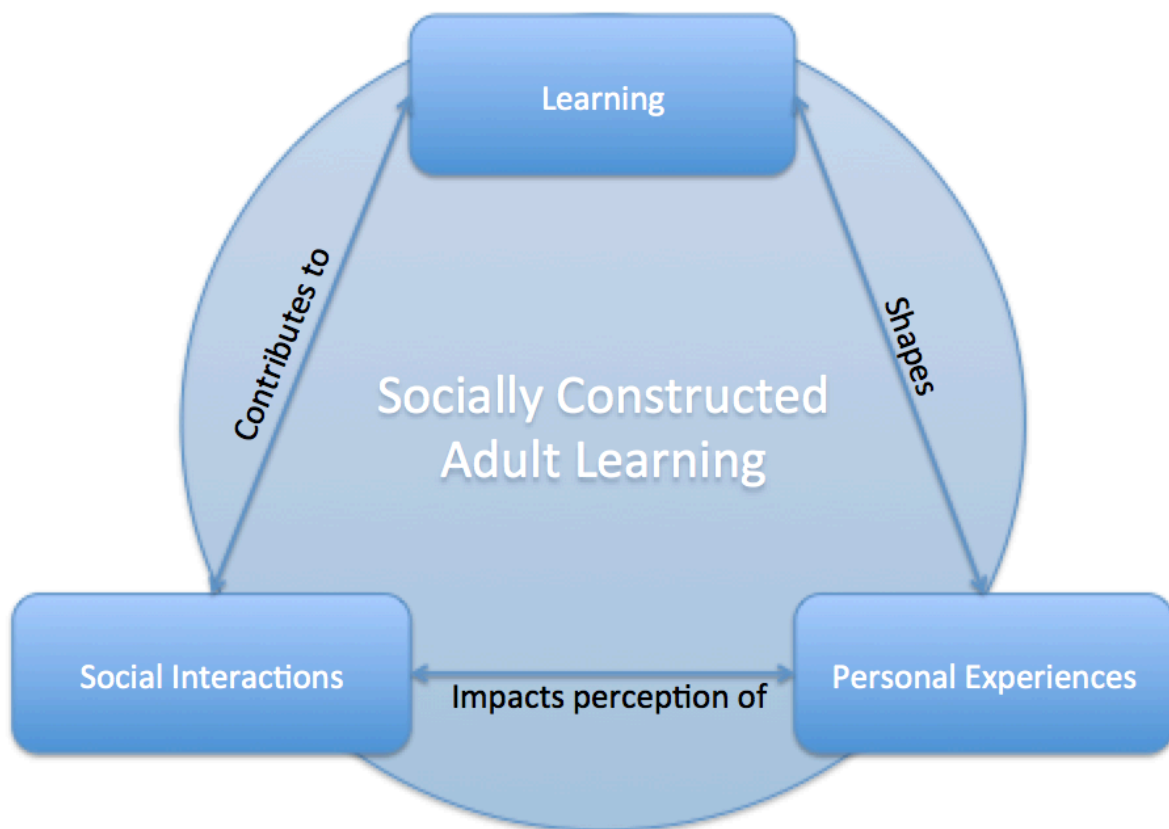 Learning
Contributes to
Shapes
Socially Constructed
Adult Learning
Social Interactions
Impacts perception of
Personal Experiences